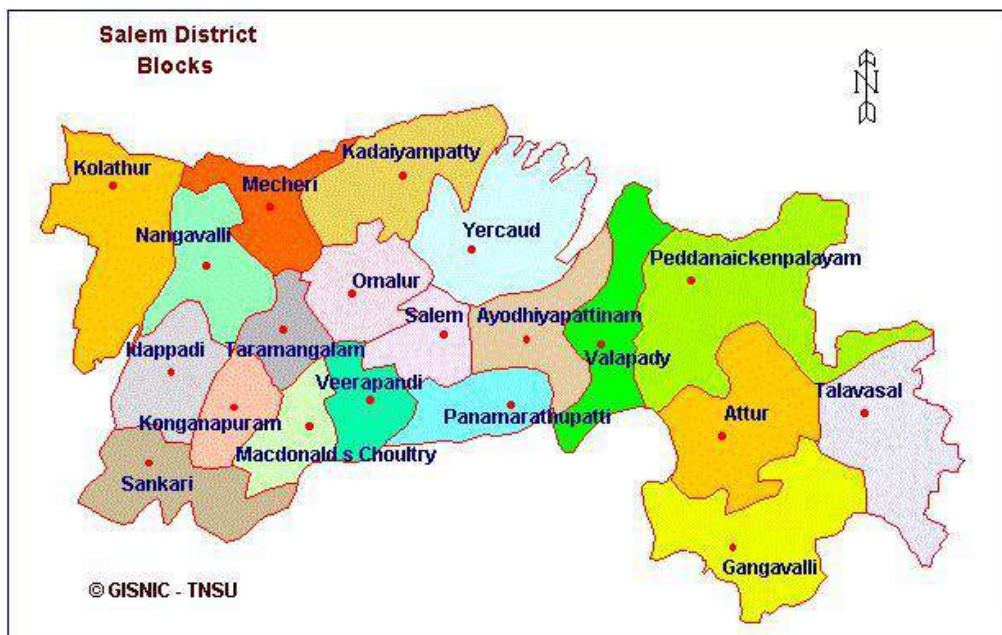 Salem District
Blocks
N
Kadaiyampatty
Kolathur
Mecheri
Nangavalli
Yercaud
Peddanaickenpalayam
Omalur
Salem
Ayodhiyapattinam
Idappadi
Taramangalam
Valapady
Veerapandi
Talavasal
Konganapuram
Panamarathupatti
Attur
Macdonald s Choultry
Sankari
Gangavalli
© GISNIC - TNSU